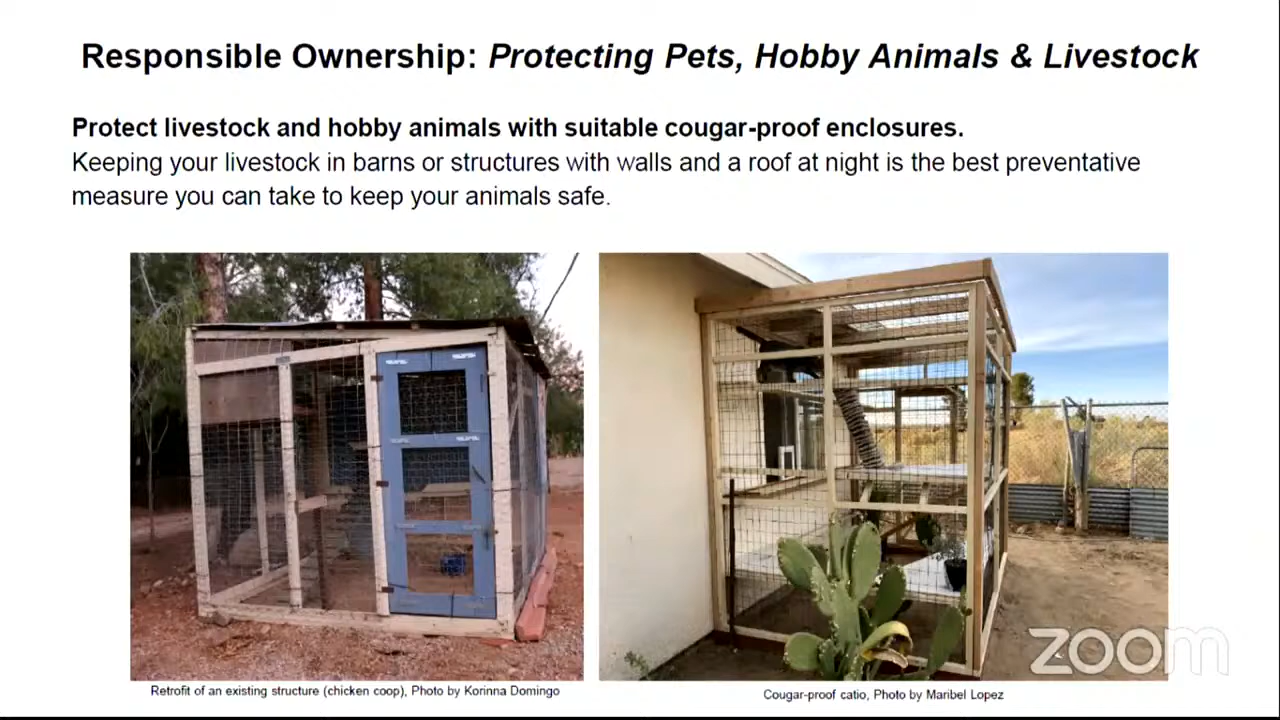 Responsible Ownership: Protecting Pets, Hobby Animals & Livestock
Protect livestock and hobby animals with suitable cougar-proof enclosures.
Keeping your livestock in barns or structures with walls and a roof at night is the best preventative
measure you can take to keep your animals safe.
Retrofit of an existing structure (chicken coop), Photo by Korinna Domingo
Cougar-proof catio, Photo by Maribel Lopez
zoom